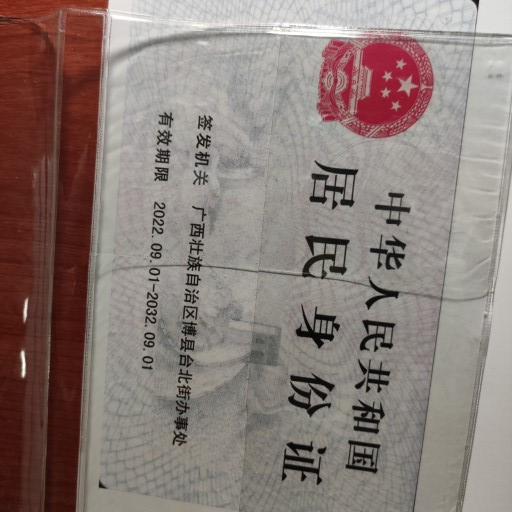 中华人民共和国
居民身份证
签发机关 广西壮族自治区博县台北街办事处
有效期限 2022.09.01-2032.09.01